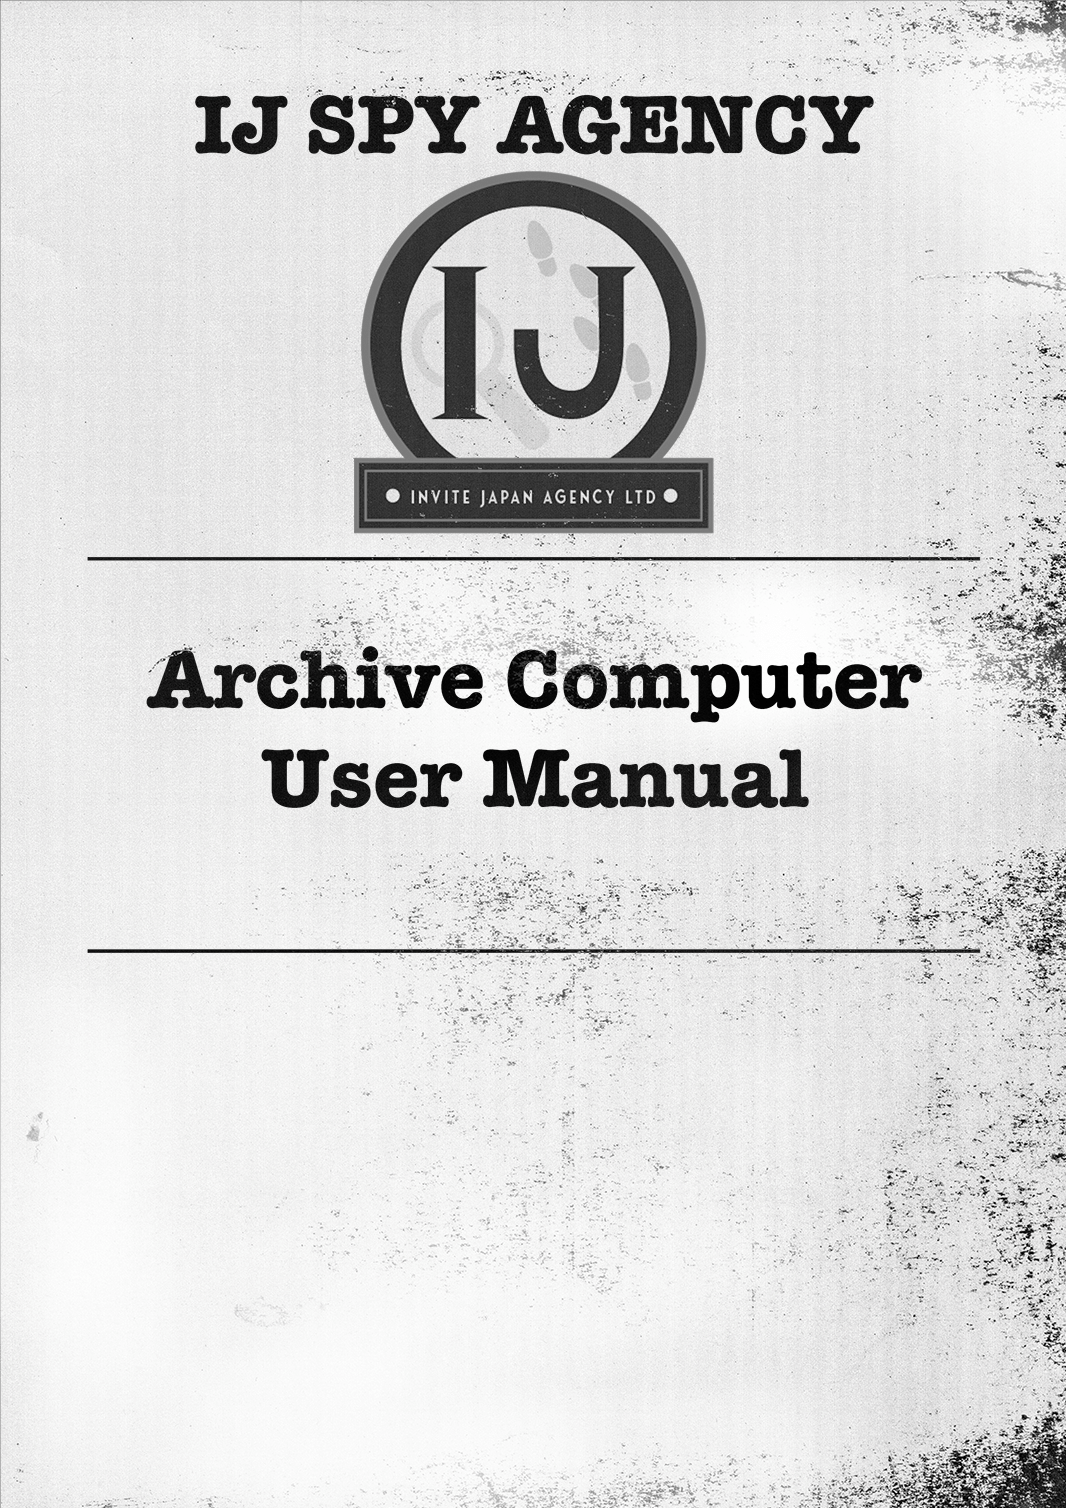 IJ SPY AGENCY
IJ
INVITE JAPAN AGENCY LTD
Archive Computer
User Manual